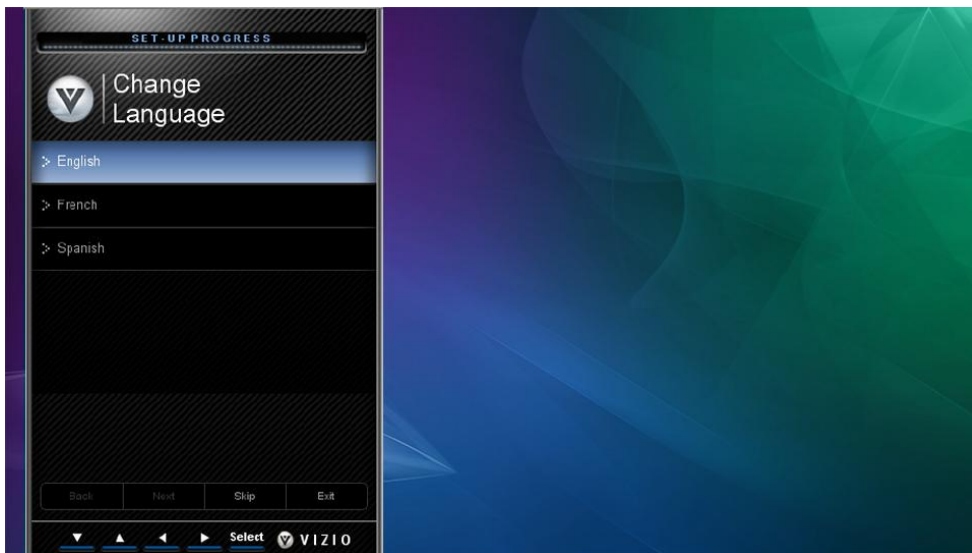 SET-UP PROGRESS
Change
Language
English
French
Spanish
Back Next Skip Exit
Select VIZIO